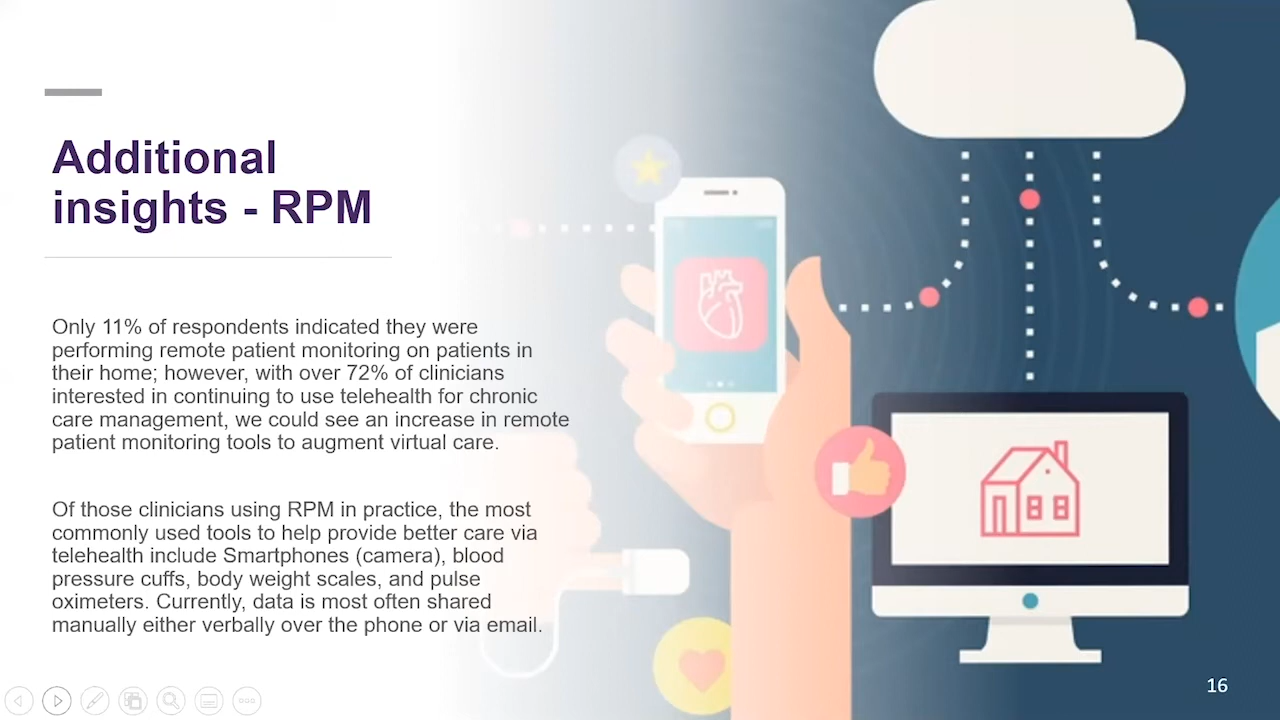 Additional
insights - RPM
Only 11% of respondents indicated they were
performing remote patient monitoring on patients in
their home; however, with over 72% of clinicians
interested in continuing to use telehealth for chronic
care management, we could see an increase in remote
patient monitoring tools to augment virtual care.
Of those clinicians using RPM in practice, the most
commonly used tools to help provide better care via
telehealth include Smartphones (camera), blood
pressure cuffs, body weight scales, and pulse
oximeters. Currently, data is most often shared
manually either verbally over the phone or via email.
16